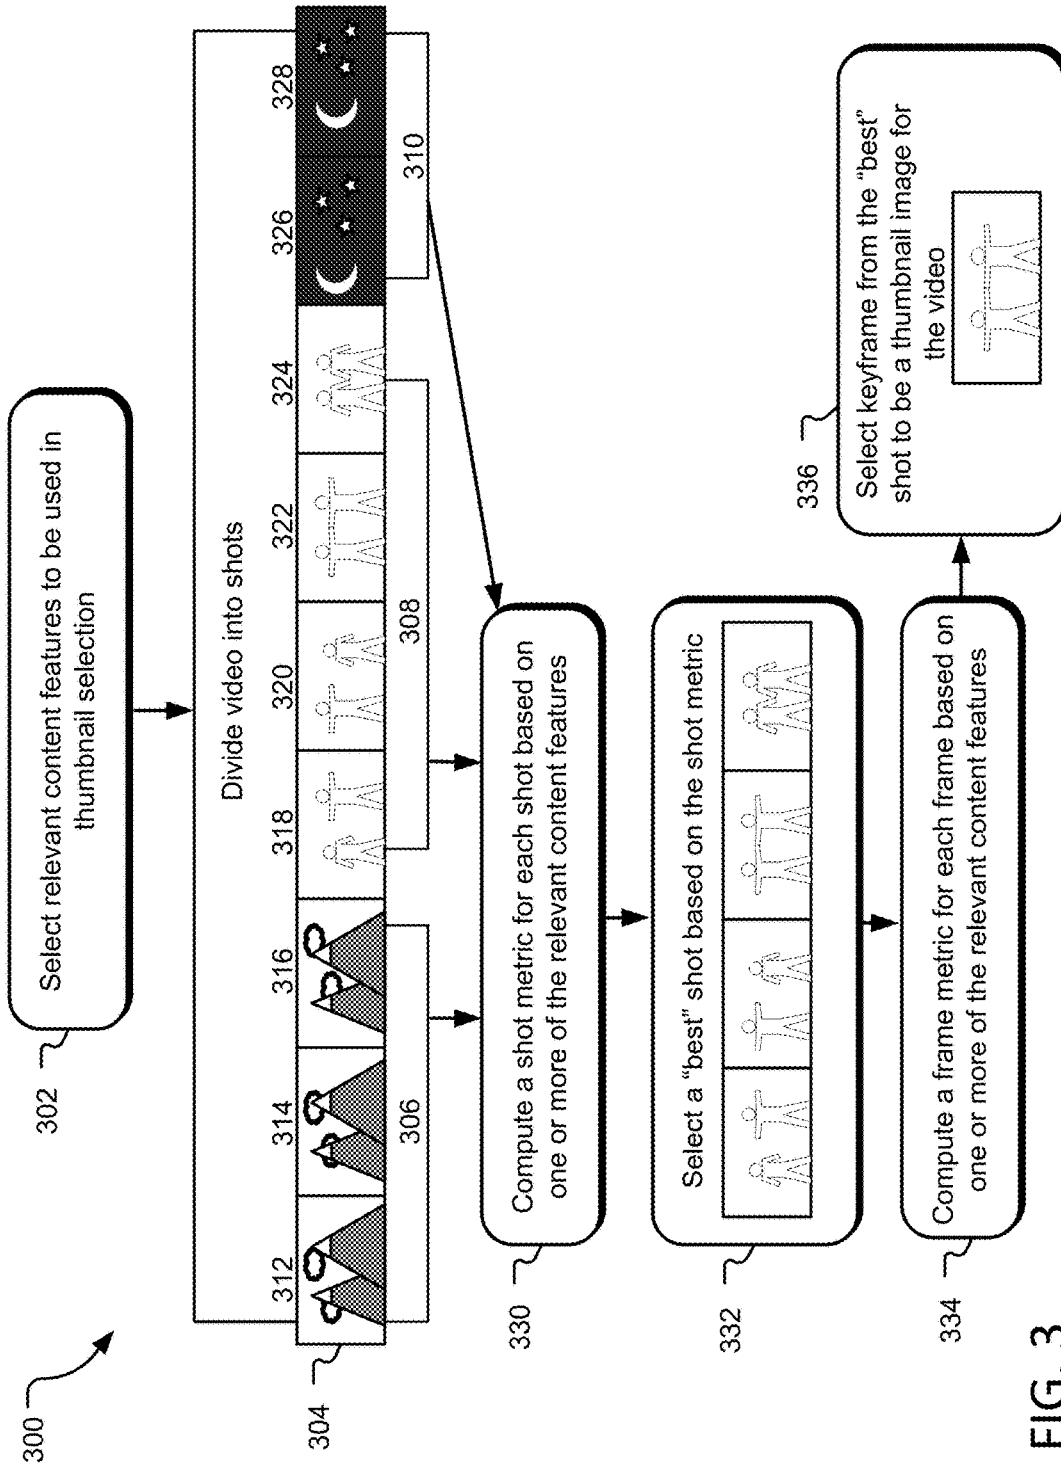 300
302
Select relevant content features to be used in
thumbnail selection
Divide video into shots
304
312
314
316
318
320
322
324
326
328
306
308
310
330
Compute a shot metric for each shot based on
one or more of the relevant content features
332
Select a “best” shot based on the shot metric
334
Compute a frame metric for each frame based on
one or more of the relevant content features
336
Select keyframe from the “best”
shot to be a thumbnail image for
the video
FIG. 3